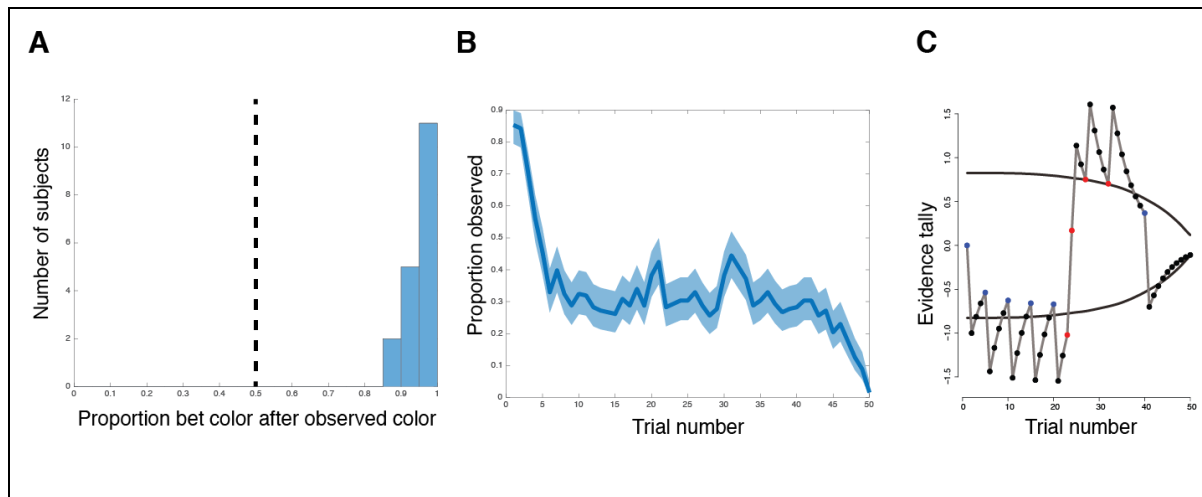 A
B
C
Number of subjects
12
10
8
6
4
2
0
0 0.1 0.2 0.3 0.4 0.5 0.6 0.7 0.8 0.9 1
Proportion bet color after observed color
Proportion observed
0.9
0.8
0.7
0.6
0.5
0.4
0.3
0.2
0.1
0
0 5 10 15 20 25 30 35 40 45 50
Trial number
Evidence tally
1.5
1.0
0.5
0.0
-0.5
-1.0
-1.5
0 10 20 30 40 50
Trial number